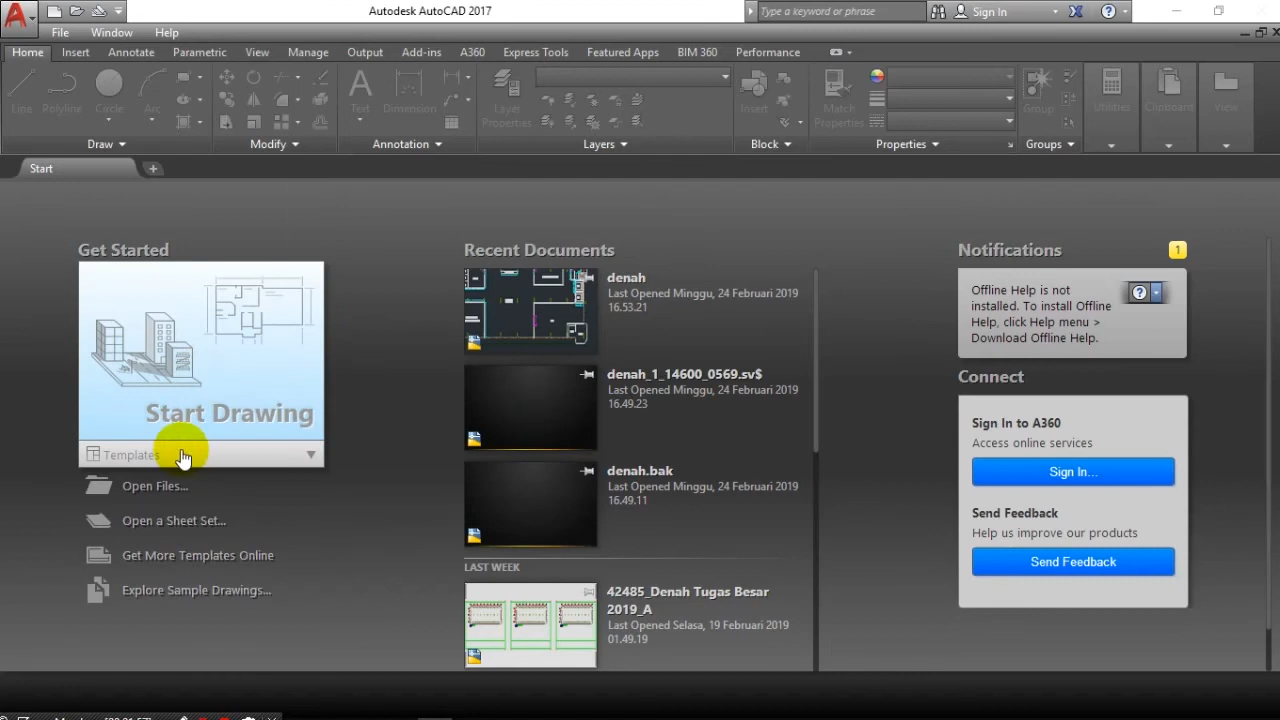 Autodesk AutoCAD 2017
Type a keyword or phrase
Sign In
File Window Help
Home Insert Annotate Parametric View Manage Output Add-ins A360 Express Tools Featured Apps BIM 360 Performance
Line Polyline Circle Arc Text Dimension Layer Properties Insert Match Properties Group Utilities Clipboard View
Draw Modify Annotation Layers Block Properties Groups
Start
Get Started
Start Drawing
Templates
Open Files...
Open a Sheet Set...
Get More Templates Online
Explore Sample Drawings...
Recent Documents
denah
Last Opened Minggu, 24 Februari 2019
16.53.21
denah_1_14600_0569.sv$
Last Opened Minggu, 24 Februari 2019
16.49.23
denah.bak
Last Opened Minggu, 24 Februari 2019
16.49.11
LAST WEEK
42485_Denah Tugas Besar
2019_A
Last Opened Selasa, 19 Februari 2019
01.49.19
Notifications
1
Offline Help is not
installed. To install Offline
Help, click Help menu >
Download Offline Help.
Connect
Sign In to A360
Access online services
Sign In...
Send Feedback
Help us improve our products
Send Feedback